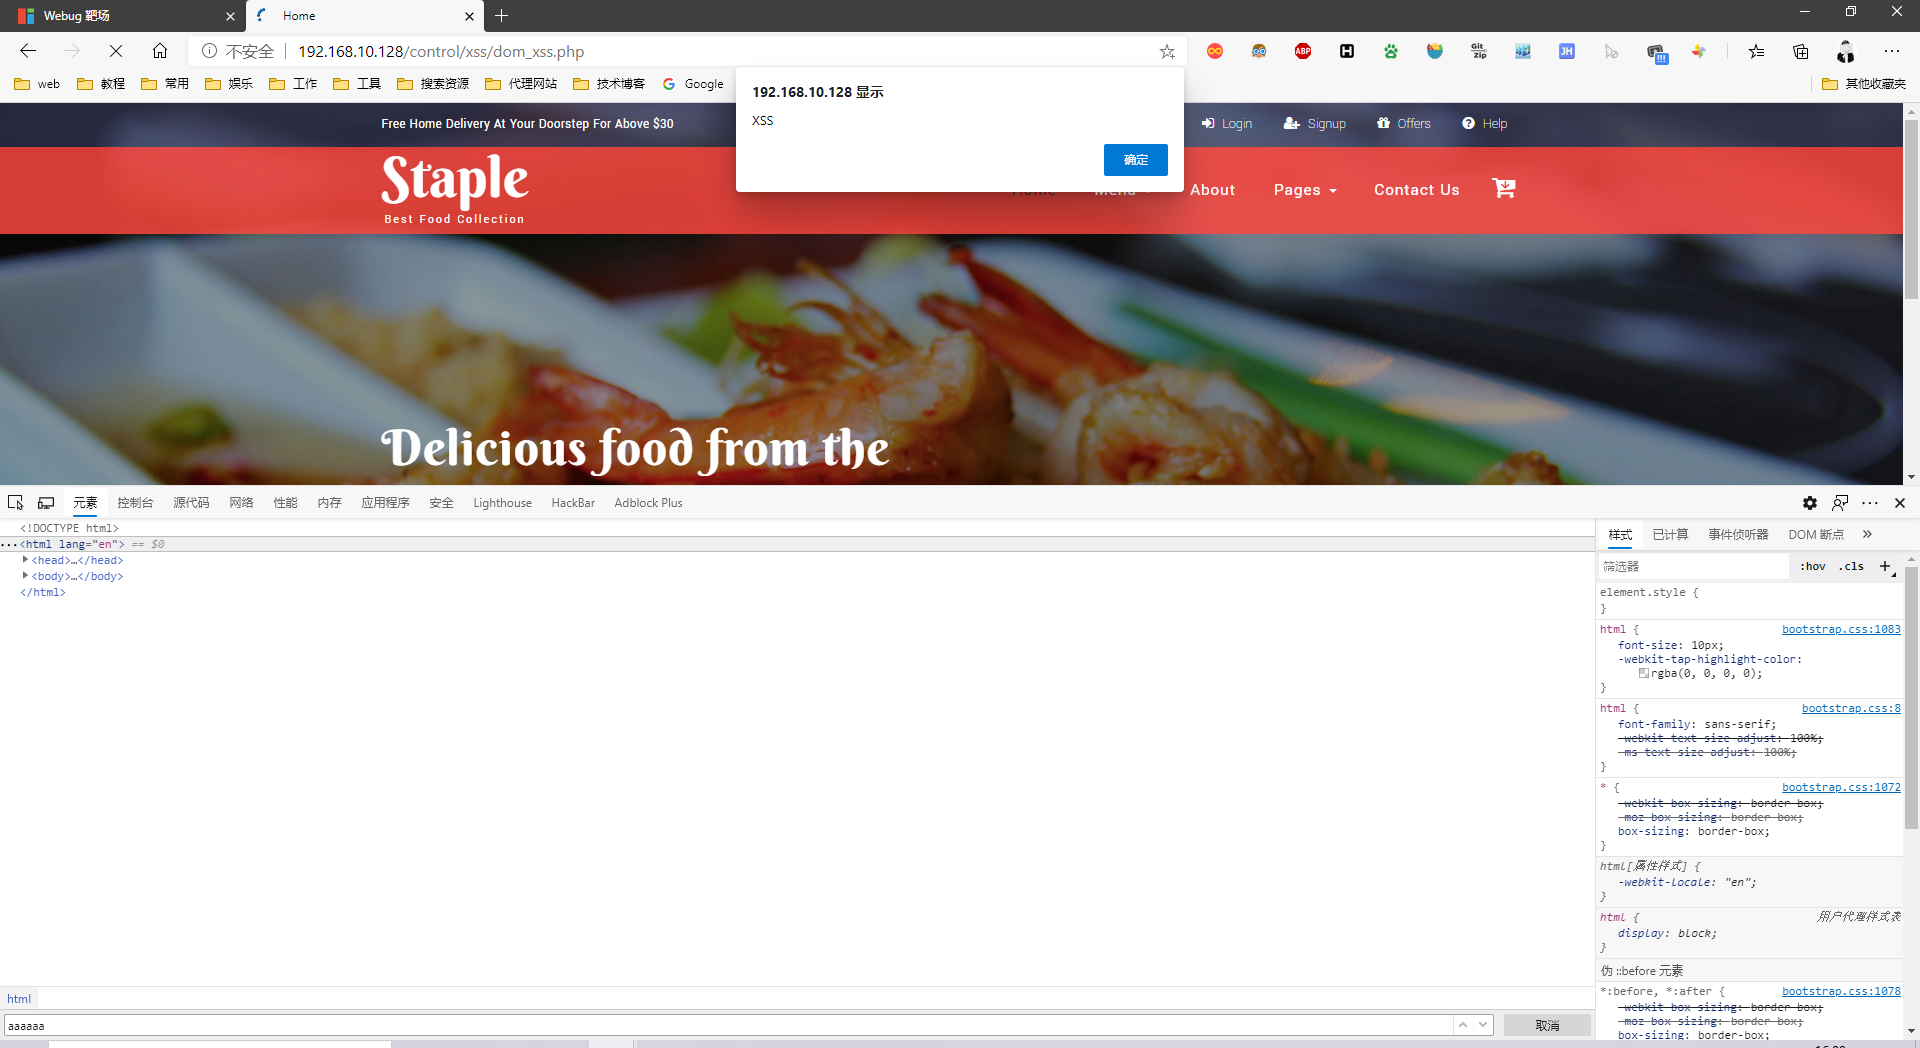 Webug 靶场
Home
不安全 192.168.10.128/control/xss/dom_xss.php
web 教程 常用 娱乐 工作 工具 搜索资源 代理网站 技术博客 Google 其他收藏夹
192.168.10.128 显示
XSS
确定
Free Home Delivery At Your Doorstep For Above $30
Login Signup Offers Help
Staple
Best Food Collection
Home Menu About Pages Contact Us
Delicious food from the
元素 控制台 源代码 网络 性能 内存 应用程序 安全 Lighthouse HackBar Adblock Plus
<!DOCTYPE html>
···<html lang="en"> == $0
<head>…</head>
<body>…</body>
</html>
样式 已计算 事件侦听器 DOM 断点 »
筛选器 :hov .cls +
element.style {
}
html { bootstrap.css:1083
font-size: 10px;
-webkit-tap-highlight-color:
rgba(0, 0, 0, 0);
}
html { bootstrap.css:8
font-family: sans-serif;
-webkit-text-size-adjust: 100%;
-ms-text-size-adjust: 100%;
}
* { bootstrap.css:1072
-webkit-box-sizing: border-box;
-moz-box-sizing: border-box;
box-sizing: border-box;
}
html[属性样式] {
-webkit-locale: "en";
}
html { 用户代理样式表
display: block;
}
伪 ::before 元素
*:before, *:after { bootstrap.css:1078
-webkit-box-sizing: border-box;
-moz-box-sizing: border-box;
box-sizing: border-box;
html
aaaaaa
取消